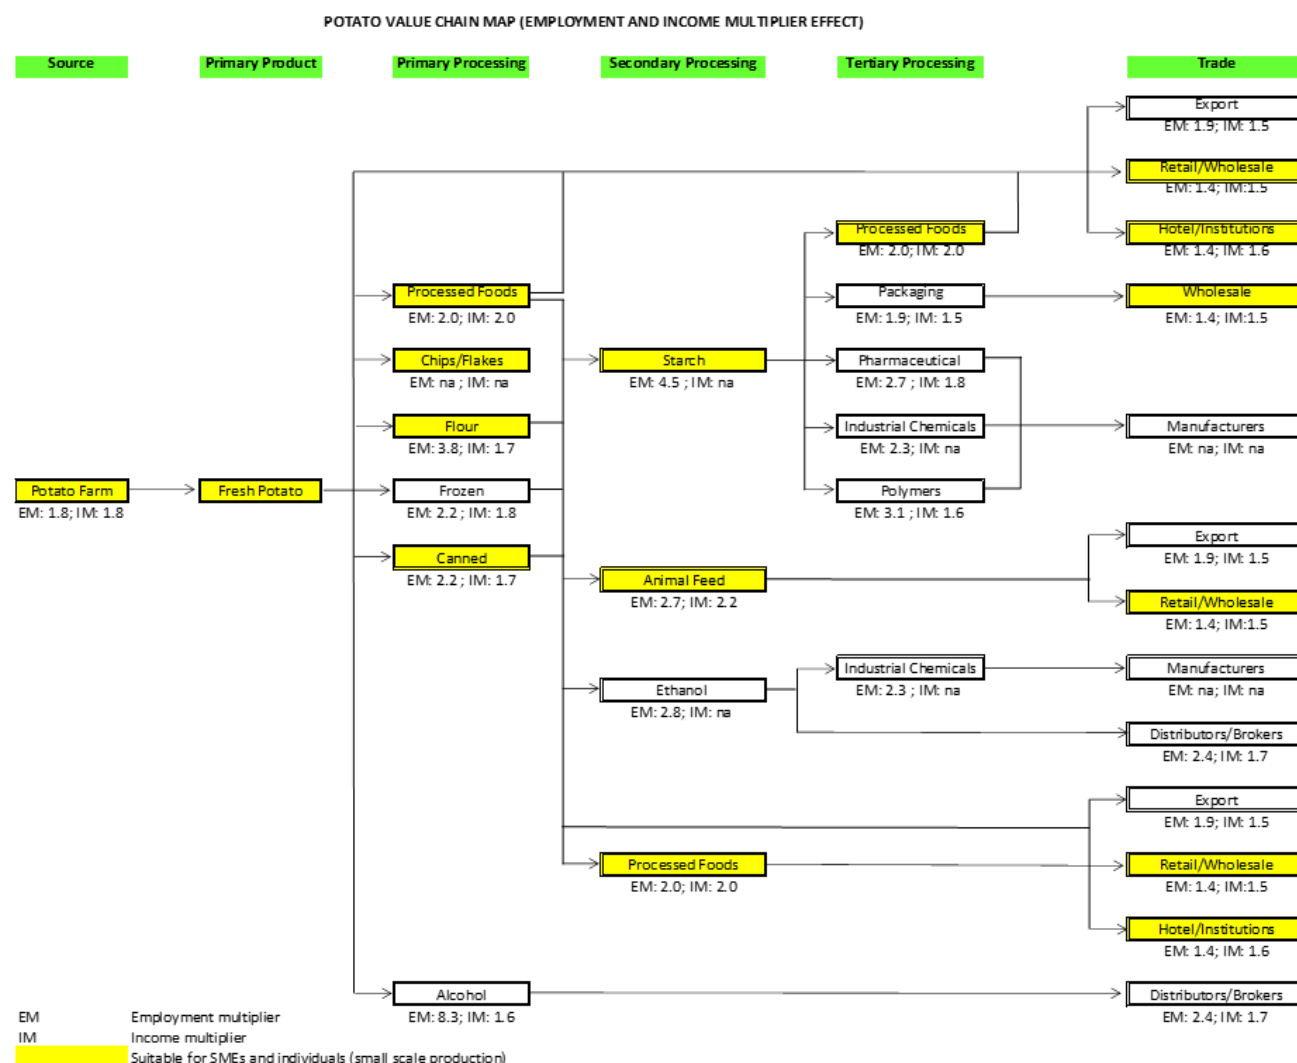 POTATO VALUE CHAIN MAP (EMPLOYMENT AND INCOME MULTIPLIER EFFECT)
Source
Primary Product
Primary Processing
Secondary Processing
Tertiary Processing
Trade
Export
EM: 1.9; IM: 1.5
Retail/Wholesale
EM: 1.4; IM:1.5
Processed Foods
EM: 2.0; IM: 2.0
Hotel/Institutions
EM: 1.4; IM: 1.6
Processed Foods
EM: 2.0; IM: 2.0
Packaging
EM: 1.9; IM: 1.5
Wholesale
EM: 1.4; IM:1.5
Chips/Flakes
EM: na ; IM: na
Starch
EM: 4.5 ; IM: na
Pharmaceutical
EM: 2.7 ; IM: 1.8
Flour
EM: 3.8; IM: 1.7
Industrial Chemicals
EM: 2.3; IM: na
Manufacturers
EM: na; IM: na
Potato Farm
EM: 1.8; IM: 1.8
Fresh Potato
Frozen
EM: 2.2 ; IM: 1.8
Polymers
EM: 3.1 ; IM: 1.6
Canned
EM: 2.2 ; IM: 1.7
Export
EM: 1.9; IM: 1.5
Animal Feed
EM: 2.7; IM: 2.2
Retail/Wholesale
EM: 1.4; IM:1.5
Ethanol
EM: 2.8; IM: na
Industrial Chemicals
EM: 2.3 ; IM: na
Manufacturers
EM: na; IM: na
Distributors/Brokers
EM: 2.4; IM: 1.7
Export
EM: 1.9; IM: 1.5
Processed Foods
EM: 2.0; IM: 2.0
Retail/Wholesale
EM: 1.4; IM:1.5
Hotel/Institutions
EM: 1.4; IM: 1.6
Alcohol
EM: 8.3; IM: 1.6
Distributors/Brokers
EM: 2.4; IM: 1.7
EM Employment multiplier
IM Income multiplier
Suitable for SMEs and individuals (small scale production)